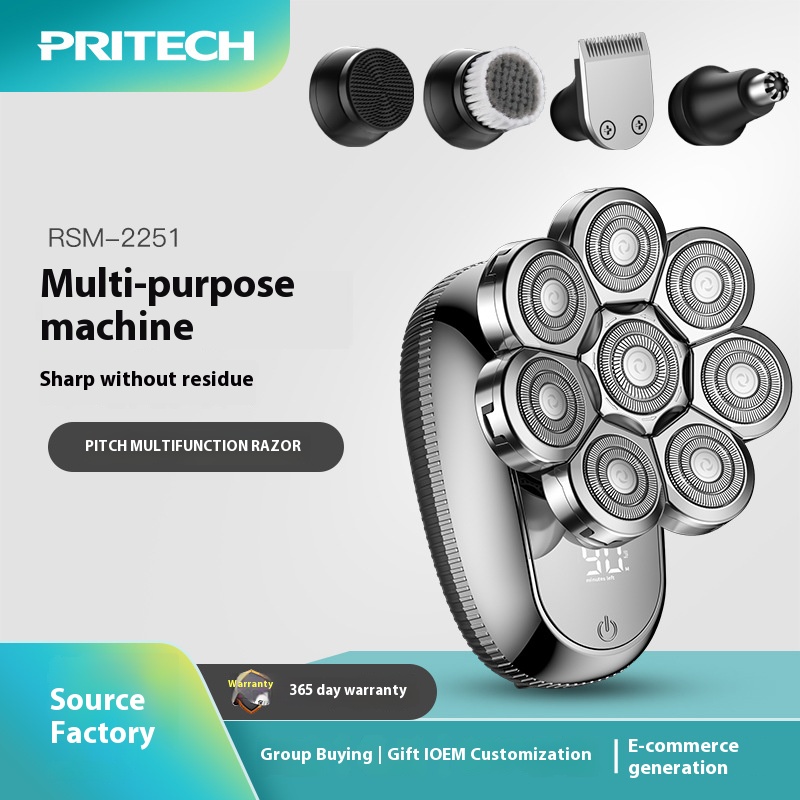 PRITECH
RSM-2251
Multi-purpose
machine
Sharp without residue
PITCH MULTIFUNCTION RAZOR
90
Source
Factory
Warranty
365 day warranty
Group Buying | Gift IOEM Customization
E-commerce
generation